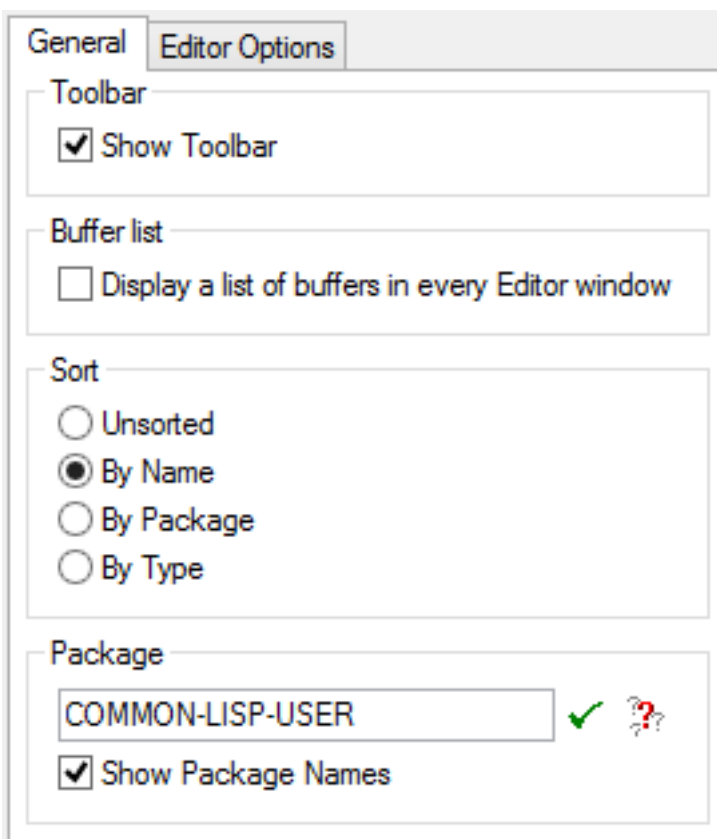 General
Editor Options
Toolbar
Show Toolbar
Buffer list
Display a list of buffers in every Editor window
Sort
Unsorted
By Name
By Package
By Type
Package
COMMON-LISP-USER
???
Show Package Names